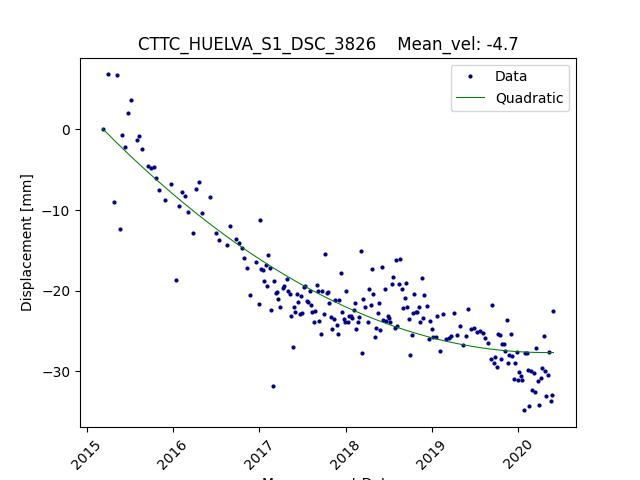 CTTC_HUELVA_S1_DSC_3826    Mean_vel: -4.7
Data
Quadratic
Displacement [mm]
0
−10
−20
−30
2015
2016
2017
2018
2019
2020